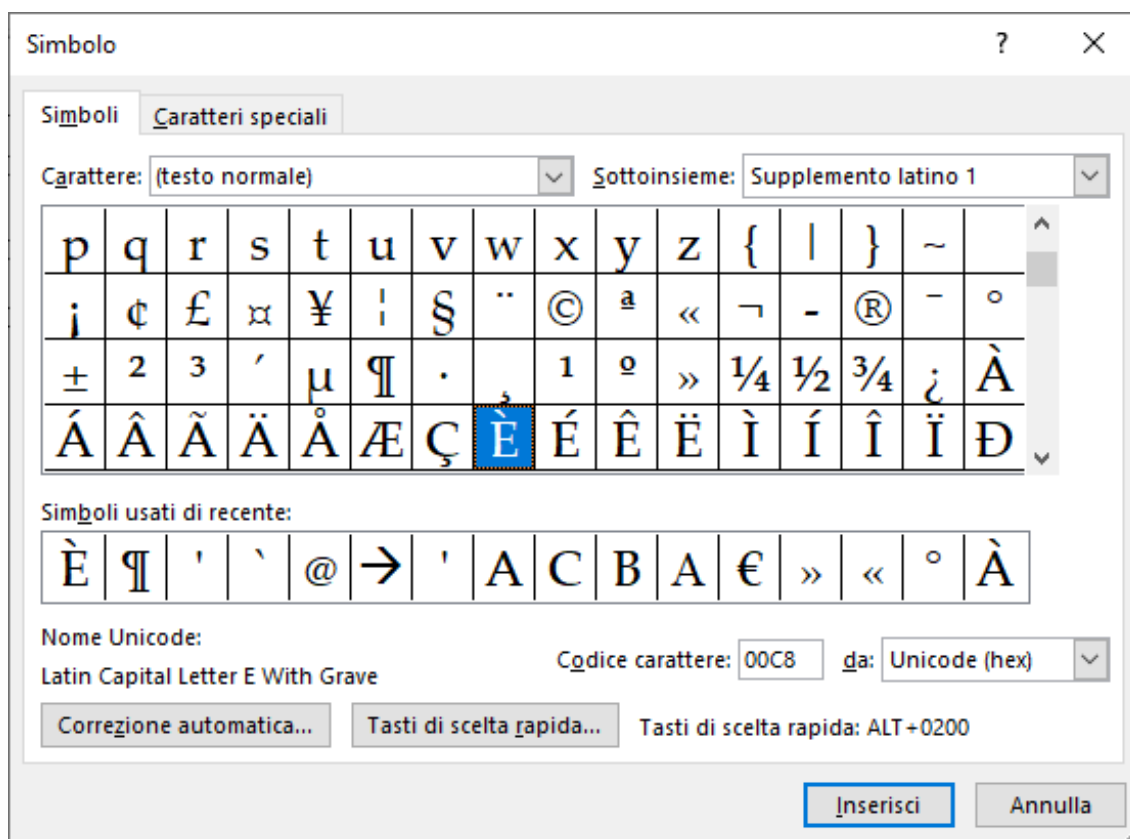 Simbolo ?
Simboli Caratteri speciali
Carattere: (testo normale) Sottoinsieme: Supplemento latino 1
p q r s t u v w x y z { | } ~
¡ ¢ £ ¤ ¥ ¦ § ¨ © ª « ¬ - ® ¯ °
± ² ³ ´ µ ¶ · ¸ ¹ º » ¼ ½ ¾ ¿ À
Á Â Ã Ä Å Æ Ç È É Ê Ë Ì Í Î Ï Ð
Simboli usati di recente:
È ¶ ' ` @ → ' A C B A € » « ° À
Nome Unicode:
Latin Capital Letter E With Grave
Codice carattere: 00C8 da: Unicode (hex)
Correzione automatica... Tasti di scelta rapida... Tasti di scelta rapida: ALT+0200
Inserisci Annulla